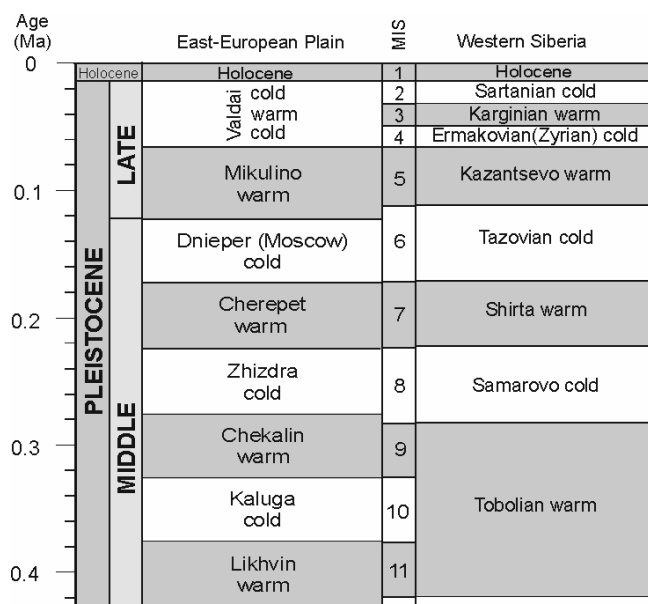 Age
(Ma)
East-European Plain
MIS
Western Siberia
0
Holocene
Holocene
1
Holocene
PLEISTOCENE
LATE
Valdai
cold
warm
cold
2
Sartanian cold
3
Karginian warm
4
Ermakovian(Zyrian) cold
Mikulino
warm
5
Kazantsevo warm
0.1
MIDDLE
Dnieper (Moscow)
cold
6
Tazovian cold
Cherepet
warm
7
Shirta warm
0.2
Zhizdra
cold
8
Samarovo cold
Chekalin
warm
9
0.3
Tobolian warm
Kaluga
cold
10
Likhvin
warm
11
0.4